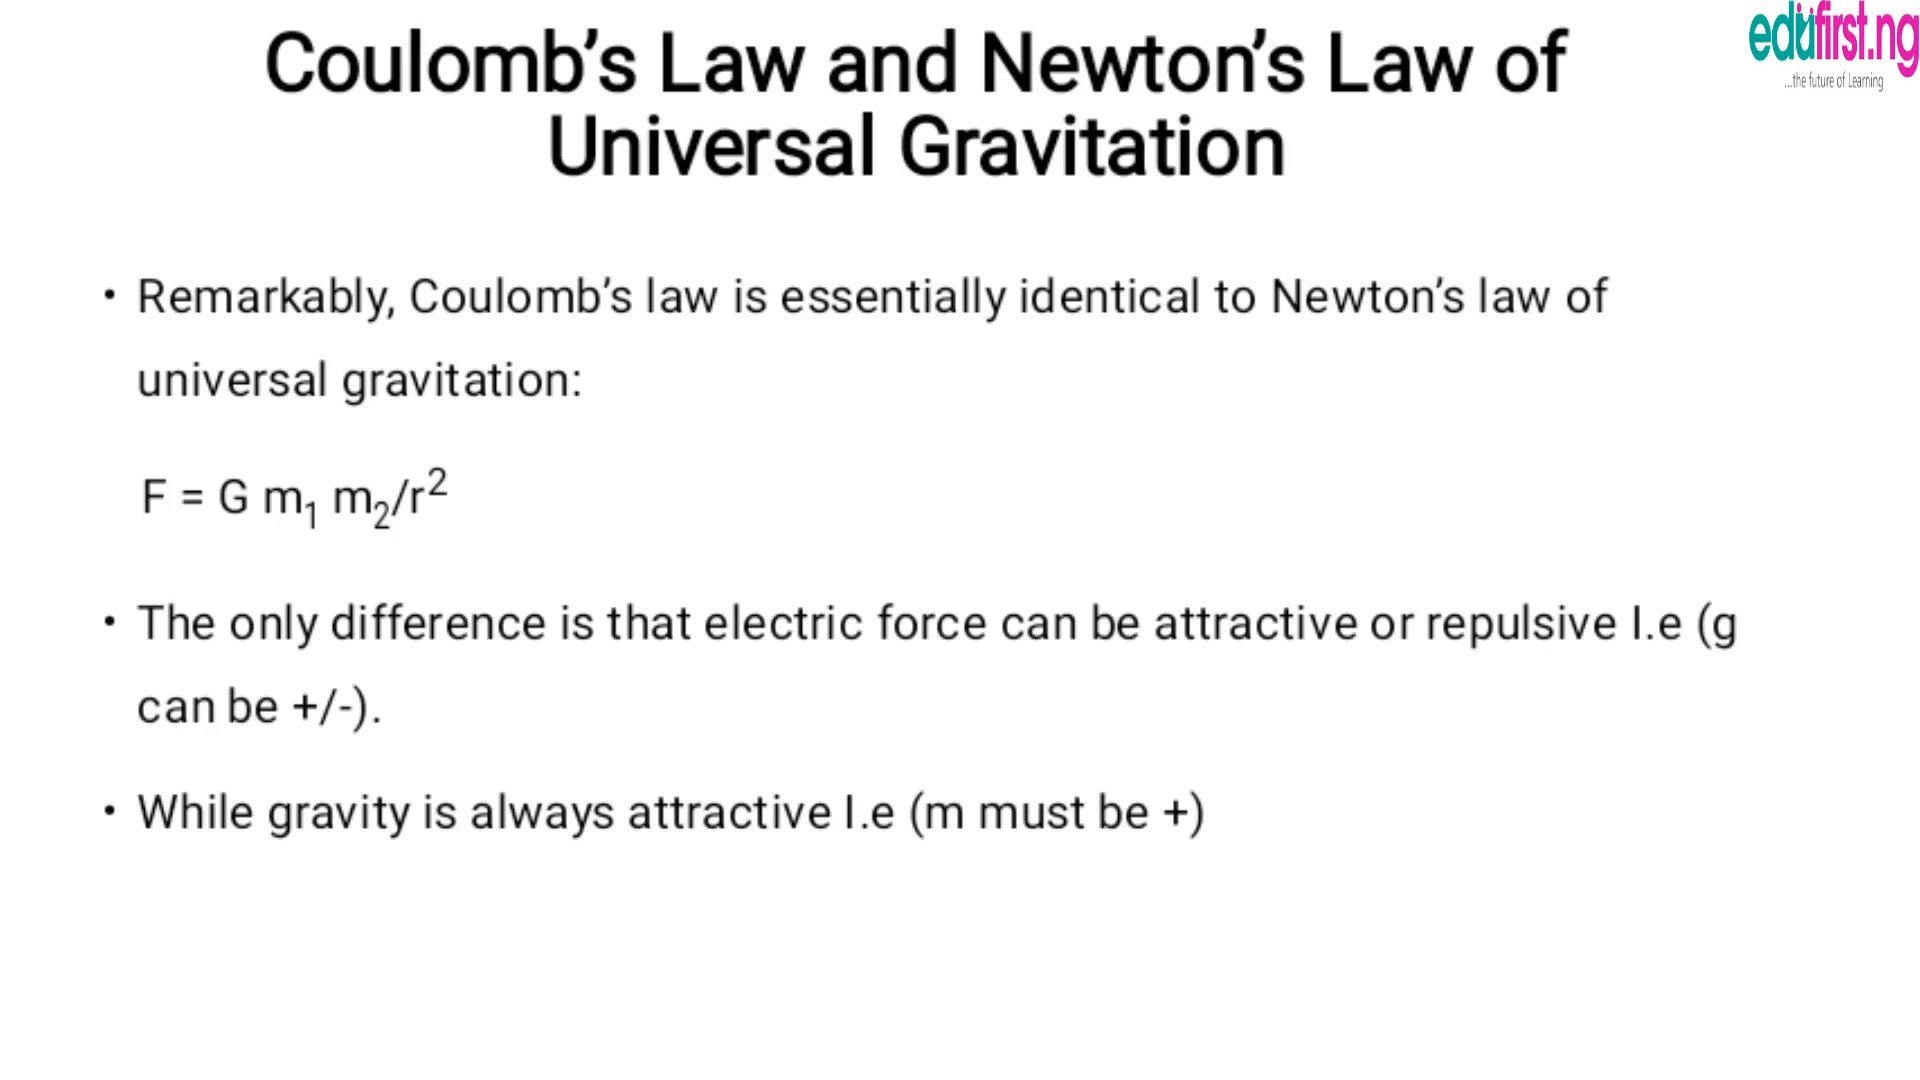 edufirst.ng
...the future of Learning
Coulomb’s Law and Newton’s Law of
Universal Gravitation
• Remarkably, Coulomb’s law is essentially identical to Newton’s law of
universal gravitation:
F = G m₁ m₂/r²
• The only difference is that electric force can be attractive or repulsive I.e (g
can be +/-).
• While gravity is always attractive I.e (m must be +)